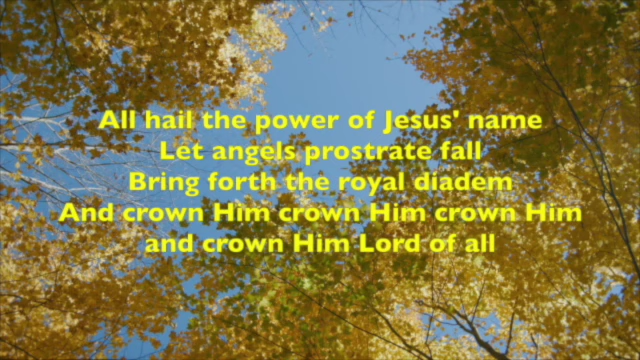 All hail the power of Jesus' name
Let angels prostrate fall
Bring forth the royal diadem
And crown Him crown Him crown Him
and crown Him Lord of all